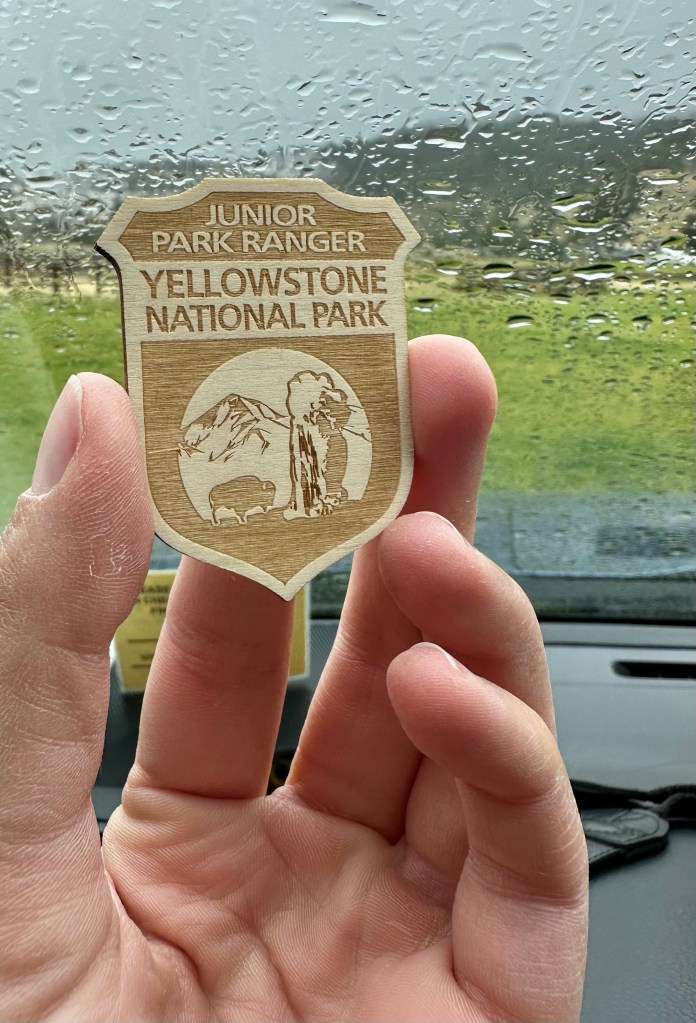 JUNIOR
PARK RANGER
YELLOWSTONE
NATIONAL PARK